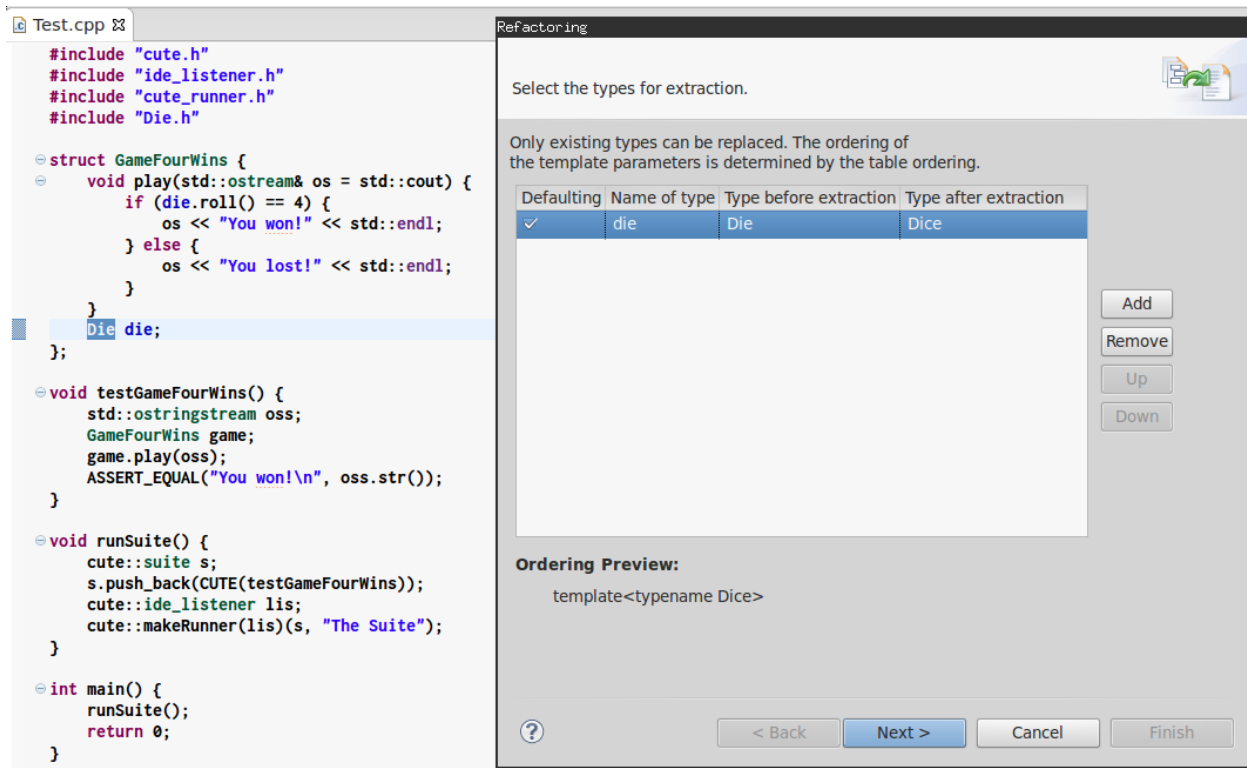 Test.cpp
#include "cute.h"
#include "ide_listener.h"
#include "cute_runner.h"
#include "Die.h"
struct GameFourWins {
void play(std::ostream& os = std::cout) {
if (die.roll() == 4) {
os << "You won!" << std::endl;
} else {
os << "You lost!" << std::endl;
}
}
Die die;
};
void testGameFourWins() {
std::ostringstream oss;
GameFourWins game;
game.play(oss);
ASSERT_EQUAL("You won!\n", oss.str());
}
void runSuite() {
cute::suite s;
s.push_back(CUTE(testGameFourWins));
cute::ide_listener lis;
cute::makeRunner(lis)(s, "The Suite");
}
int main() {
runSuite();
return 0;
}
Refactoring
Select the types for extraction.
Only existing types can be replaced. The ordering of
the template parameters is determined by the table ordering.
Defaulting Name of type Type before extraction Type after extraction
die Die Dice
Add
Remove
Up
Down
Ordering Preview:
template<typename Dice>
< Back Next > Cancel Finish